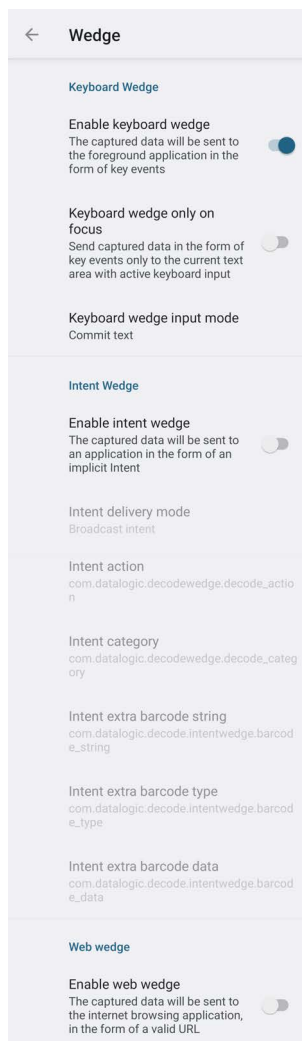 Wedge
Keyboard Wedge
Enable keyboard wedge
The captured data will be sent to
the foreground application in the
form of key events
Keyboard wedge only on
focus
Send captured data in the form of
key events only to the current text
area with active keyboard input
Keyboard wedge input mode
Commit text
Intent Wedge
Enable intent wedge
The captured data will be sent to
an application in the form of an
implicit Intent
Intent delivery mode
Broadcast intent
Intent action
com.datalogic.decodewedge.decode_actio
n
Intent category
com.datalogic.decodewedge.decode_categ
ory
Intent extra barcode string
com.datalogic.decode.intentwedge.barcod
e_string
Intent extra barcode type
com.datalogic.decode.intentwedge.barcod
e_type
Intent extra barcode data
com.datalogic.decode.intentwedge.barcod
e_data
Web wedge
Enable web wedge
The captured data will be sent to
the internet browsing application,
in the form of a valid URL